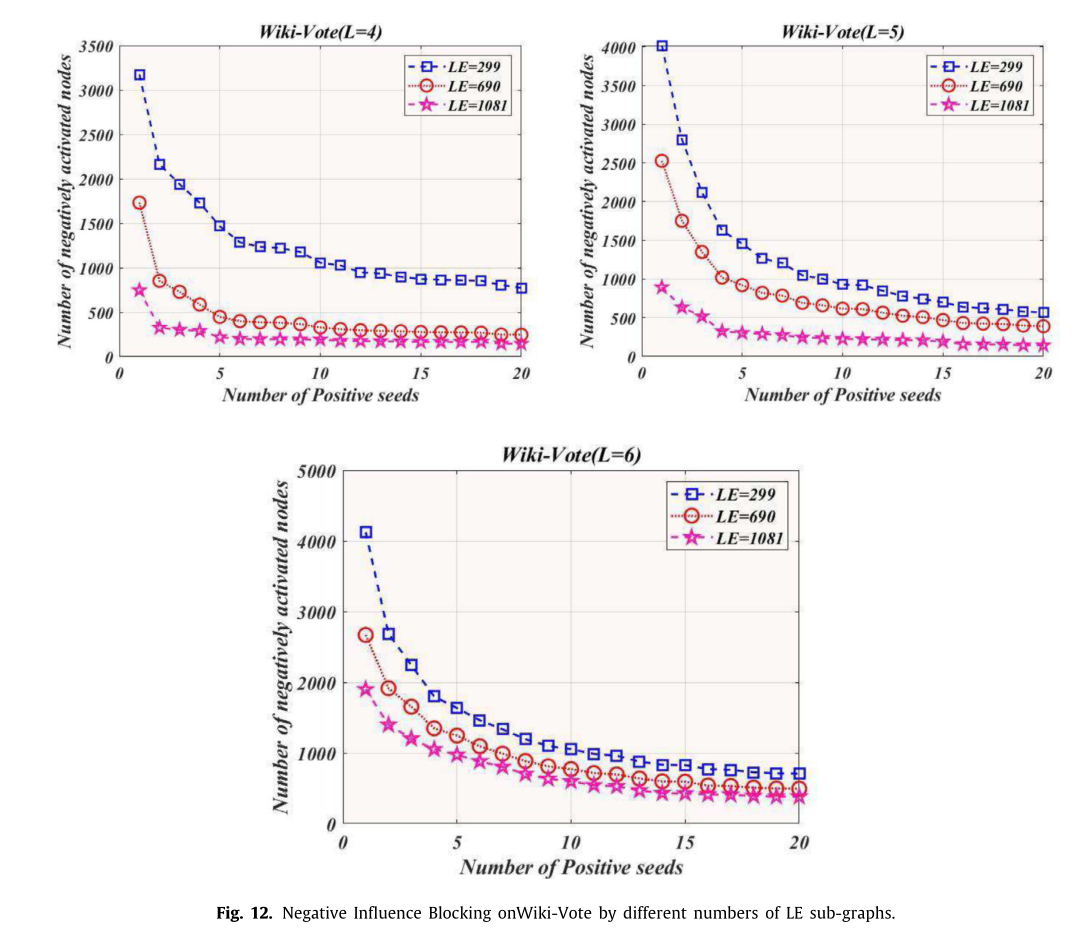 Wiki-Vote(L=4)
Number of negatively activated nodes
3500
3000
2500
2000
1500
1000
500
0
LE=299
LE=690
LE=1081
0 5 10 15 20
Number of Positive seeds
Wiki-Vote(L=5)
Number of negatively activated nodes
4000
3500
3000
2500
2000
1500
1000
500
0
LE=299
LE=690
LE=1081
0 5 10 15 20
Number of Positive seeds
Wiki-Vote(L=6)
Number of negatively activated nodes
5000
4000
3000
2000
1000
0
LE=299
LE=690
LE=1081
0 5 10 15 20
Number of Positive seeds
Fig. 12. Negative Influence Blocking onWiki-Vote by different numbers of LE sub-graphs.